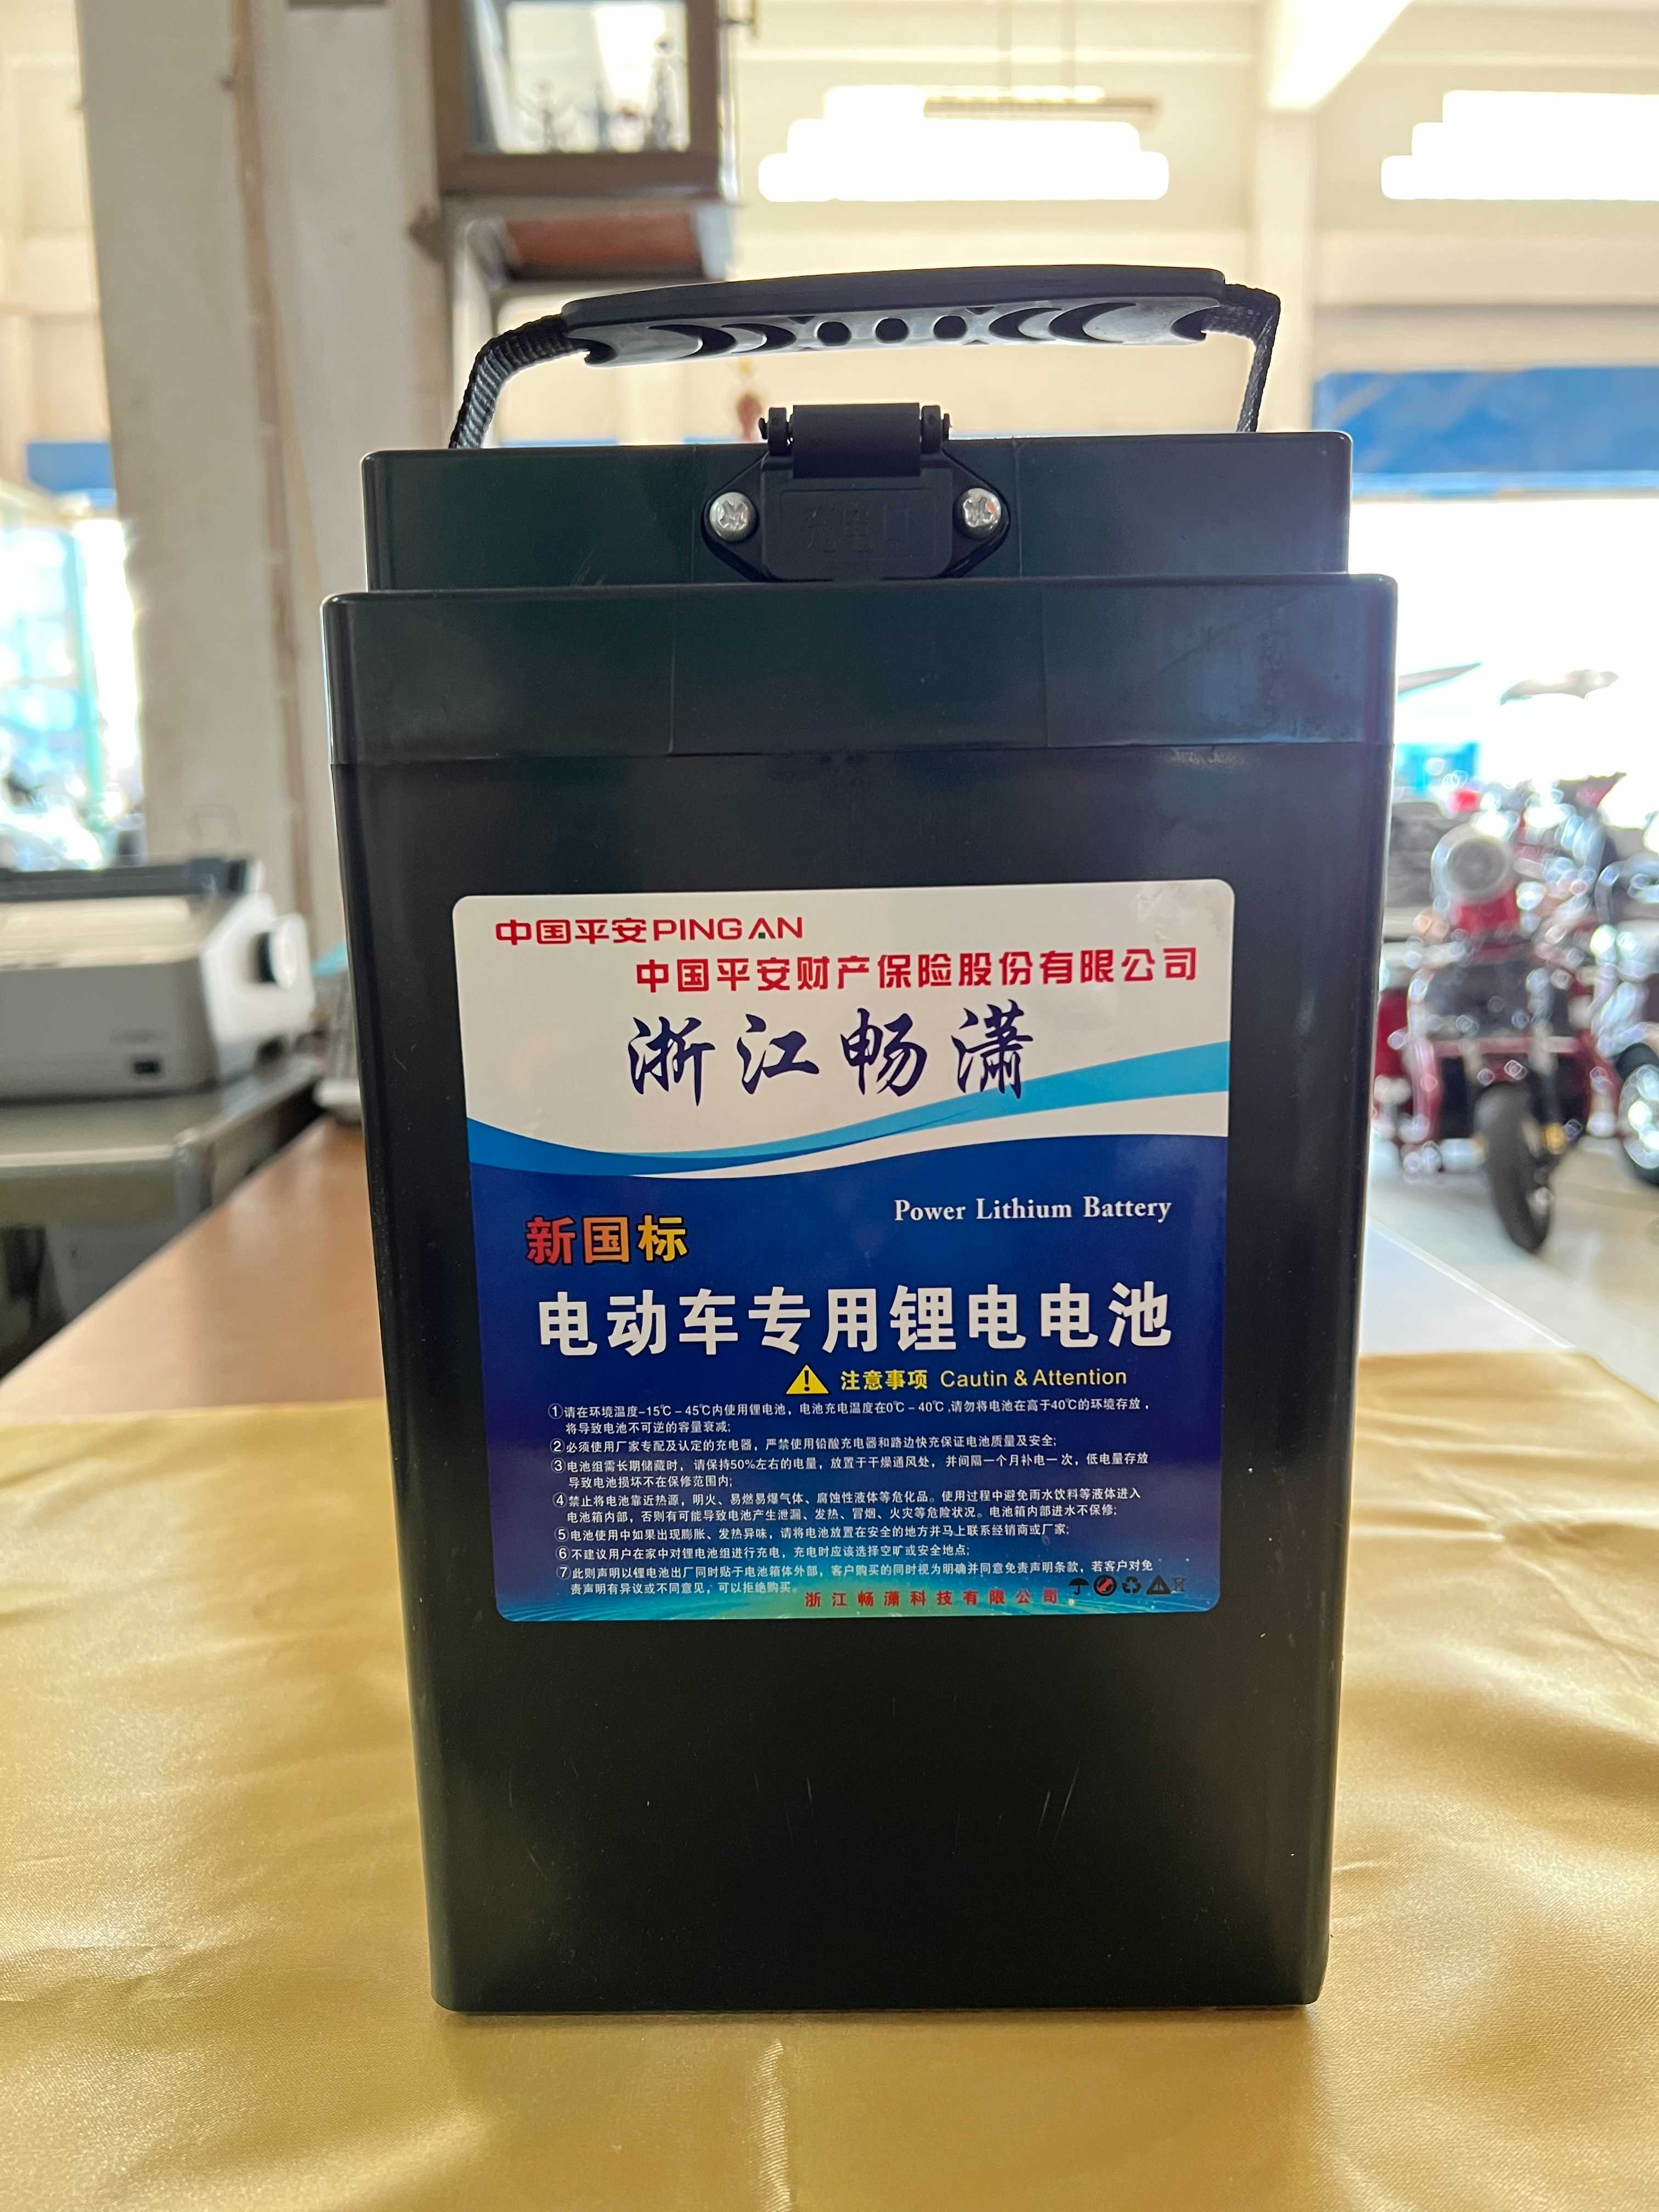 充电口
中国平安PING AN
中国平安财产保险股份有限公司
浙江畅潇
Power Lithium Battery
新国标
电动车专用锂电电池
注意事项 Cautin & Attention
①请在环境温度-15℃-45℃内使用锂电池，电池充电温度在0℃-40℃,请勿将电池在高于40℃的环境存放，
将导致电池不可逆的容量衰减;
②必须使用厂家专配及认定的充电器，严禁使用铅酸充电器和路边快充保证电池质量及安全;
③电池组需长期储藏时，请保持50%左右的电量，放置于干燥通风处，并间隔一个月补电一次，低电量存放
导致电池损坏不在保修范围内;
④禁止将电池靠近热源，明火、易燃易爆气体、腐蚀性液体等危化品。使用过程中避免雨水饮料等液体进入
电池箱内部，否则有可能导致电池产生泄漏、发热、冒烟、火灾等危险状况。电池箱内部进水不保修;
⑤电池使用中如果出现膨胀、发热异味，请将电池放置在安全的地方并马上联系经销商或厂家;
⑥不建议用户在家中对锂电池组进行充电，充电时应该选择空旷或安全地点;
⑦此则声明以锂电池出厂同时贴于电池箱体外部，客户购买的同时视为明确并同意免责声明条款，若客户对免
责声明有异议或不同意见，可以拒绝购买。
浙江畅潇科技有限公司